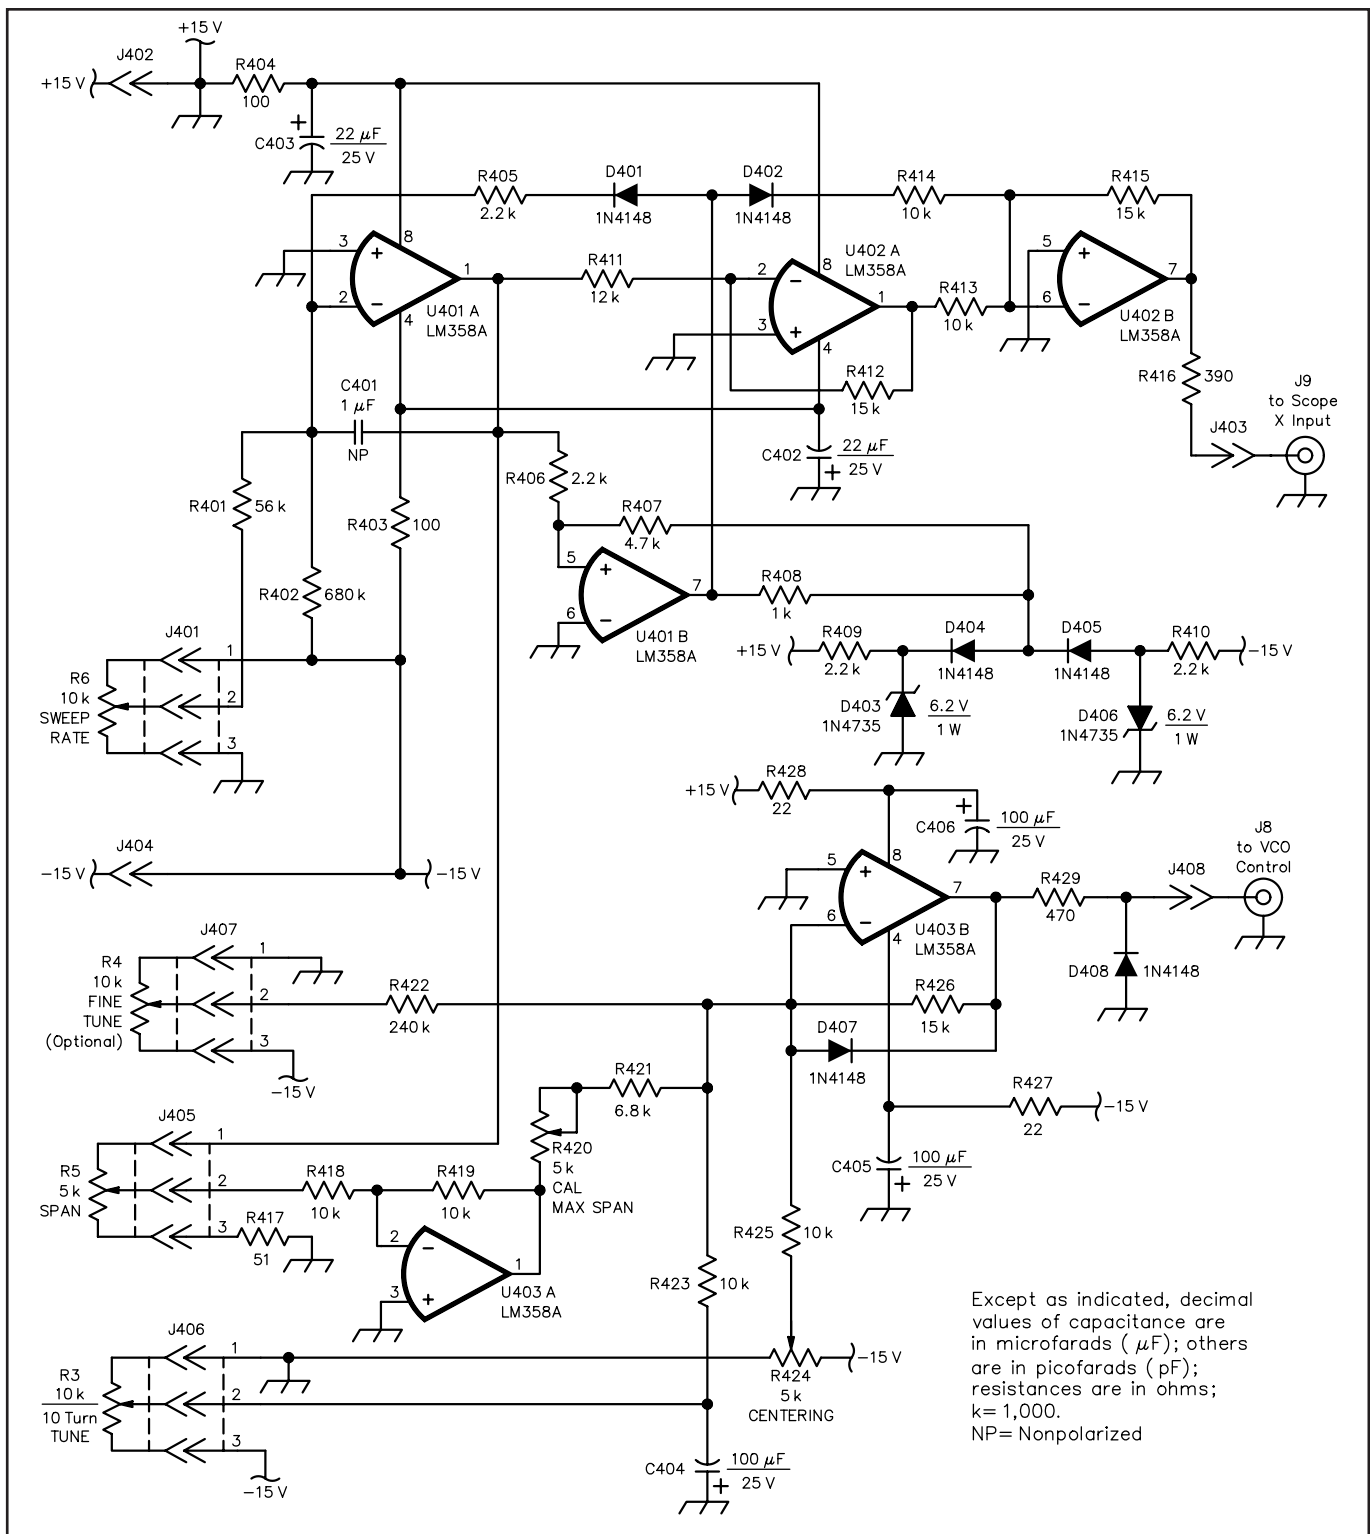 +15 V
J402
+15 V
R404
100
C403
+
22 µF
25 V
R405
2.2 k
D401
1N4148
D402
1N4148
R414
10 k
R415
15 k
3
+
8
1
2
−
4
U401 A
LM358A
R411
12 k
U402 A
LM358A
2
−
8
1
3
+
4
R413
10 k
5
+
7
6
−
U402 B
LM358A
R412
15 k
R416
390
J9
to Scope
X Input
J403
C401
1 µF
NP
C402
22 µF
25 V
+
R401
56 k
R403
100
R406
2.2 k
R407
4.7 k
R402
680 k
5
+
7
6
−
U401 B
LM358A
R408
1 k
+15 V
R409
2.2 k
D404
1N4148
D405
1N4148
R410
2.2 k
−15 V
D403
1N4735
6.2 V
1 W
D406
1N4735
6.2 V
1 W
J401
1
2
3
R6
10 k
SWEEP
RATE
+15 V
R428
22
C406
+
100 µF
25 V
−15 V
J404
−15 V
5
+
8
7
6
−
4
U403 B
LM358A
R429
470
J408
J8
to VCO
Control
D408
1N4148
J407
1
2
3
R4
10 k
FINE
TUNE
(Optional)
−15 V
R422
240 k
R426
15 k
D407
1N4148
R421
6.8 k
R427
22
−15 V
J405
1
2
3
R5
5 k
SPAN
R418
10 k
R419
10 k
R420
5 k
CAL
MAX SPAN
R417
51
C405
100 µF
25 V
+
R425
10 k
2
−
1
3
+
U403 A
LM358A
R423
10 k
J406
1
2
3
R3
10 k
10 Turn
TUNE
−15 V
R424
5 k
CENTERING
−15 V
C404
100 µF
25 V
+
Except as indicated, decimal
values of capacitance are
in microfarads ( µF); others
are in picofarads ( pF);
resistances are in ohms;
k= 1,000.
NP= Nonpolarized